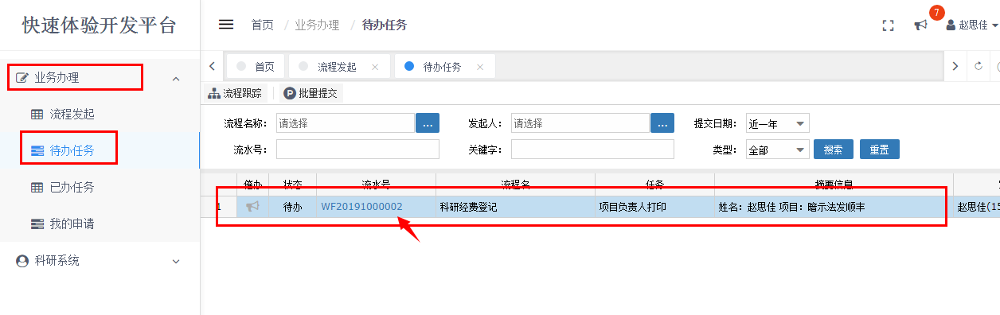 快速体验开发平台
首页 / 业务办理 / 待办任务
7
赵思佳
业务办理
流程发起
待办任务
已办任务
我的申请
科研系统
首页 流程发起 × 待办任务 ×
流程跟踪 P 批量提交
流程名称: 请选择 ... 发起人: 请选择 ... 提交日期: 近一年
流水号: 关键字: 类型: 全部 搜索 重置
催办 状态 流水号 流程名 任务 摘要信息
1 待办 WF20191000002 科研经费登记 项目负责人打印 姓名: 赵思佳 项目: 暗示法发顺丰 赵思佳(15